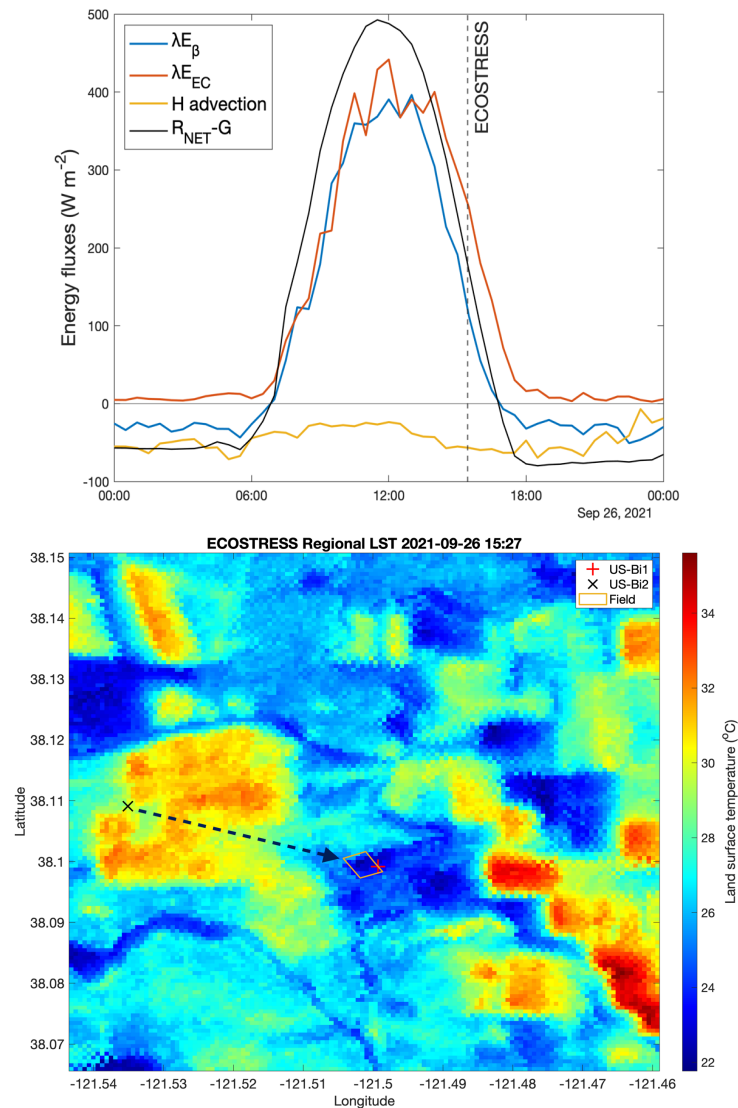 500
400
300
200
100
0
-100
Energy fluxes (W m⁻²)
λE_β
λE_EC
H advection
R_NET-G
ECOSTRESS
00:00 06:00 12:00 18:00 00:00
Sep 26, 2021
ECOSTRESS Regional LST 2021-09-26 15:27
US-Bi1
US-Bi2
Field
38.15
38.14
38.13
38.12
38.11
38.1
38.09
38.08
38.07
Latitude
-121.54 -121.53 -121.52 -121.51 -121.5 -121.49 -121.48 -121.47 -121.46
Longitude
34
32
30
28
26
24
22
Land surface temperature (°C)